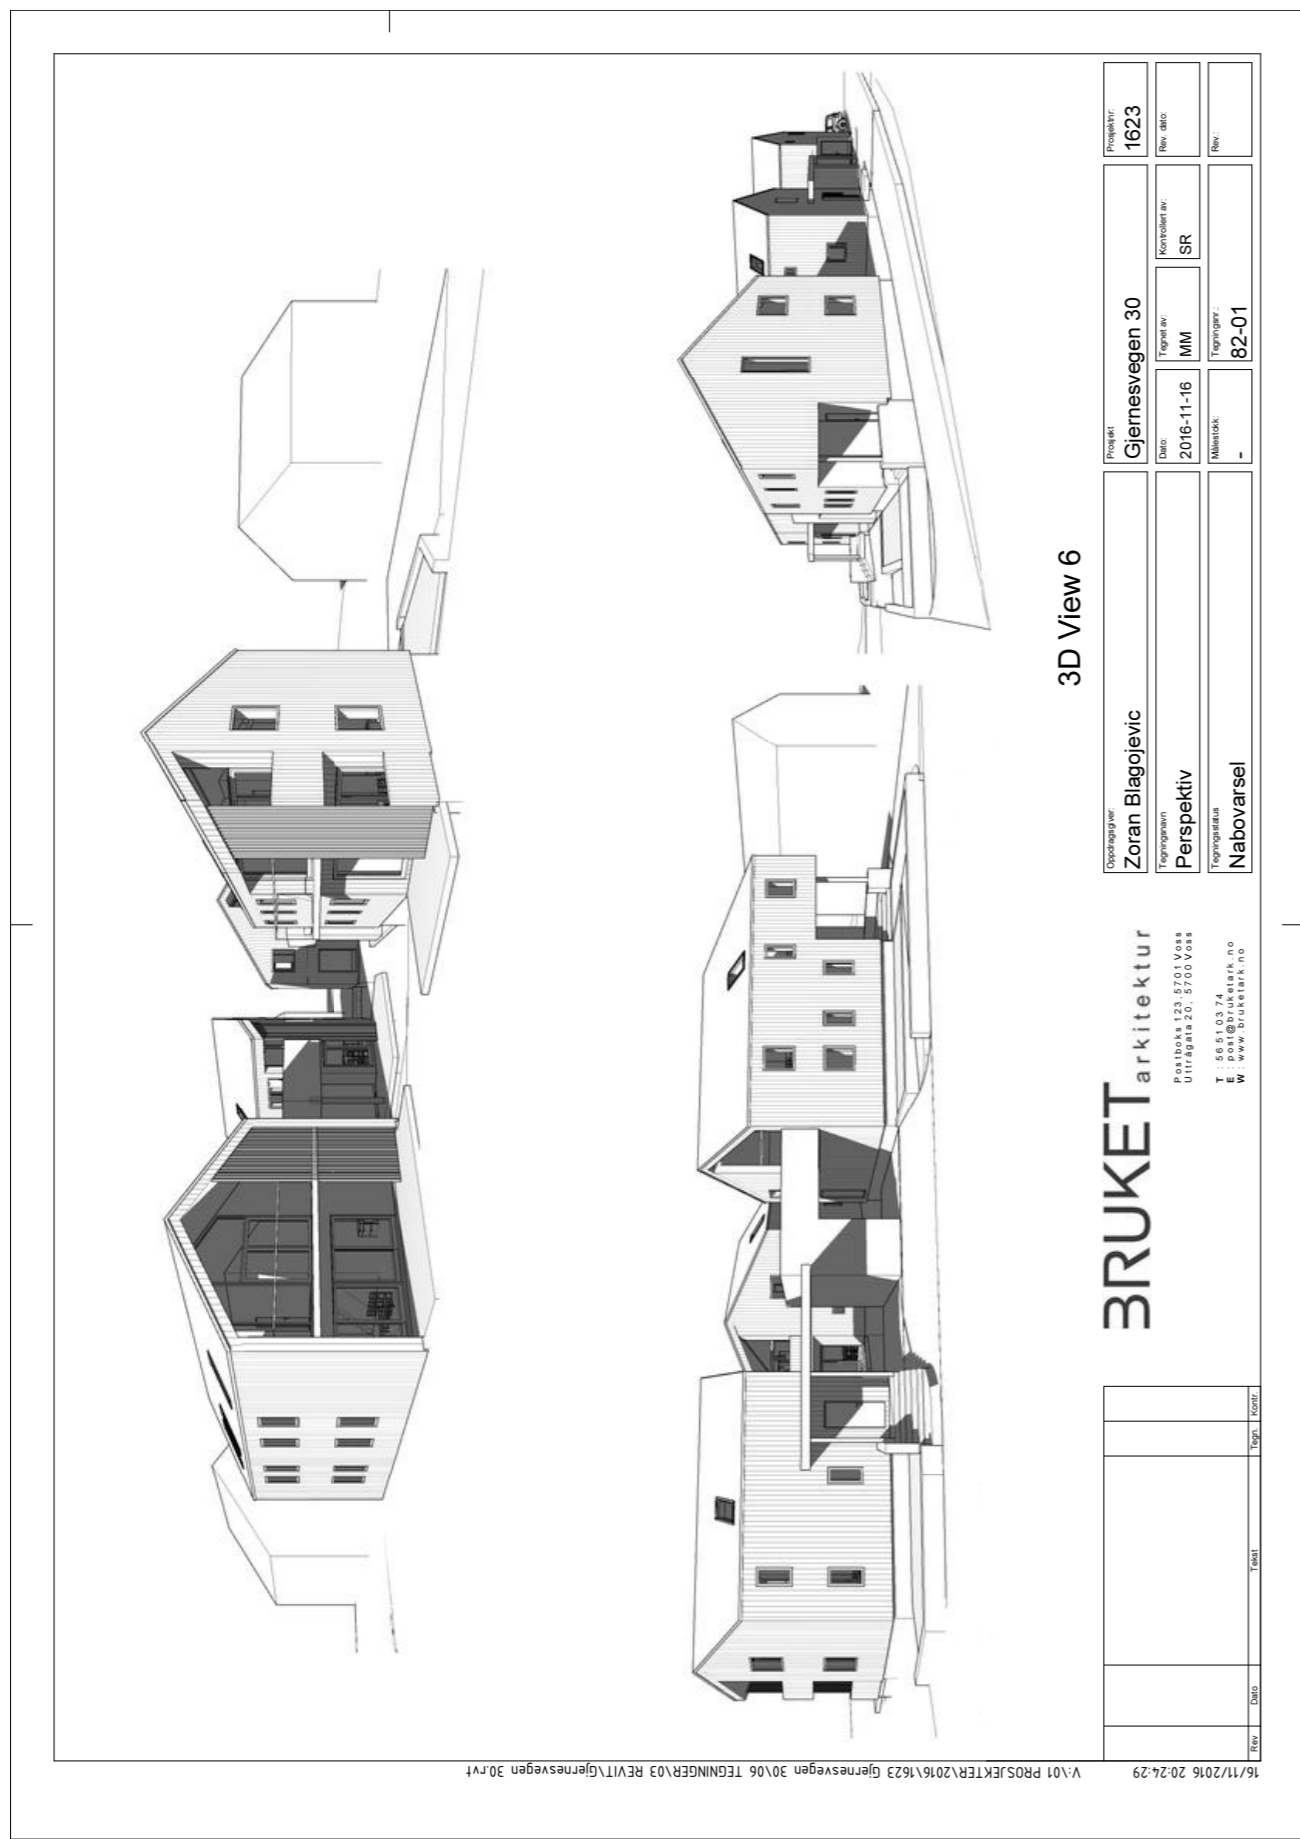 3D View 6
Oppdragsgiver:
Zoran Blagojevic
Prosjekt
Gjernesvegen 30
Prosjektnr:
1623
Tegningsnavn
Perspektiv
Dato:
2016-11-16
Tegnet av:
MM
Kontrollert av:
SR
Rev. dato:
Tegningsstatus
Nabovarsel
Målestokk:
-
Tegningsnr.:
82-01
Rev.:
BRUKET
arkitektur
Postboks 123, 5701 Voss
Uttrågata 20, 5700 Voss
T : 56 51 03 74
E : post@bruketark.no
W : www.bruketark.no
Rev Dato Tekst Tegn. Kontr.
16/11/2016 20:24:29
V:\01 PROSJEKTER\2016\1623 Gjernesvegen 30\06 TEGNINGER\03 REVIT\Gjernesvegen 30.rvt